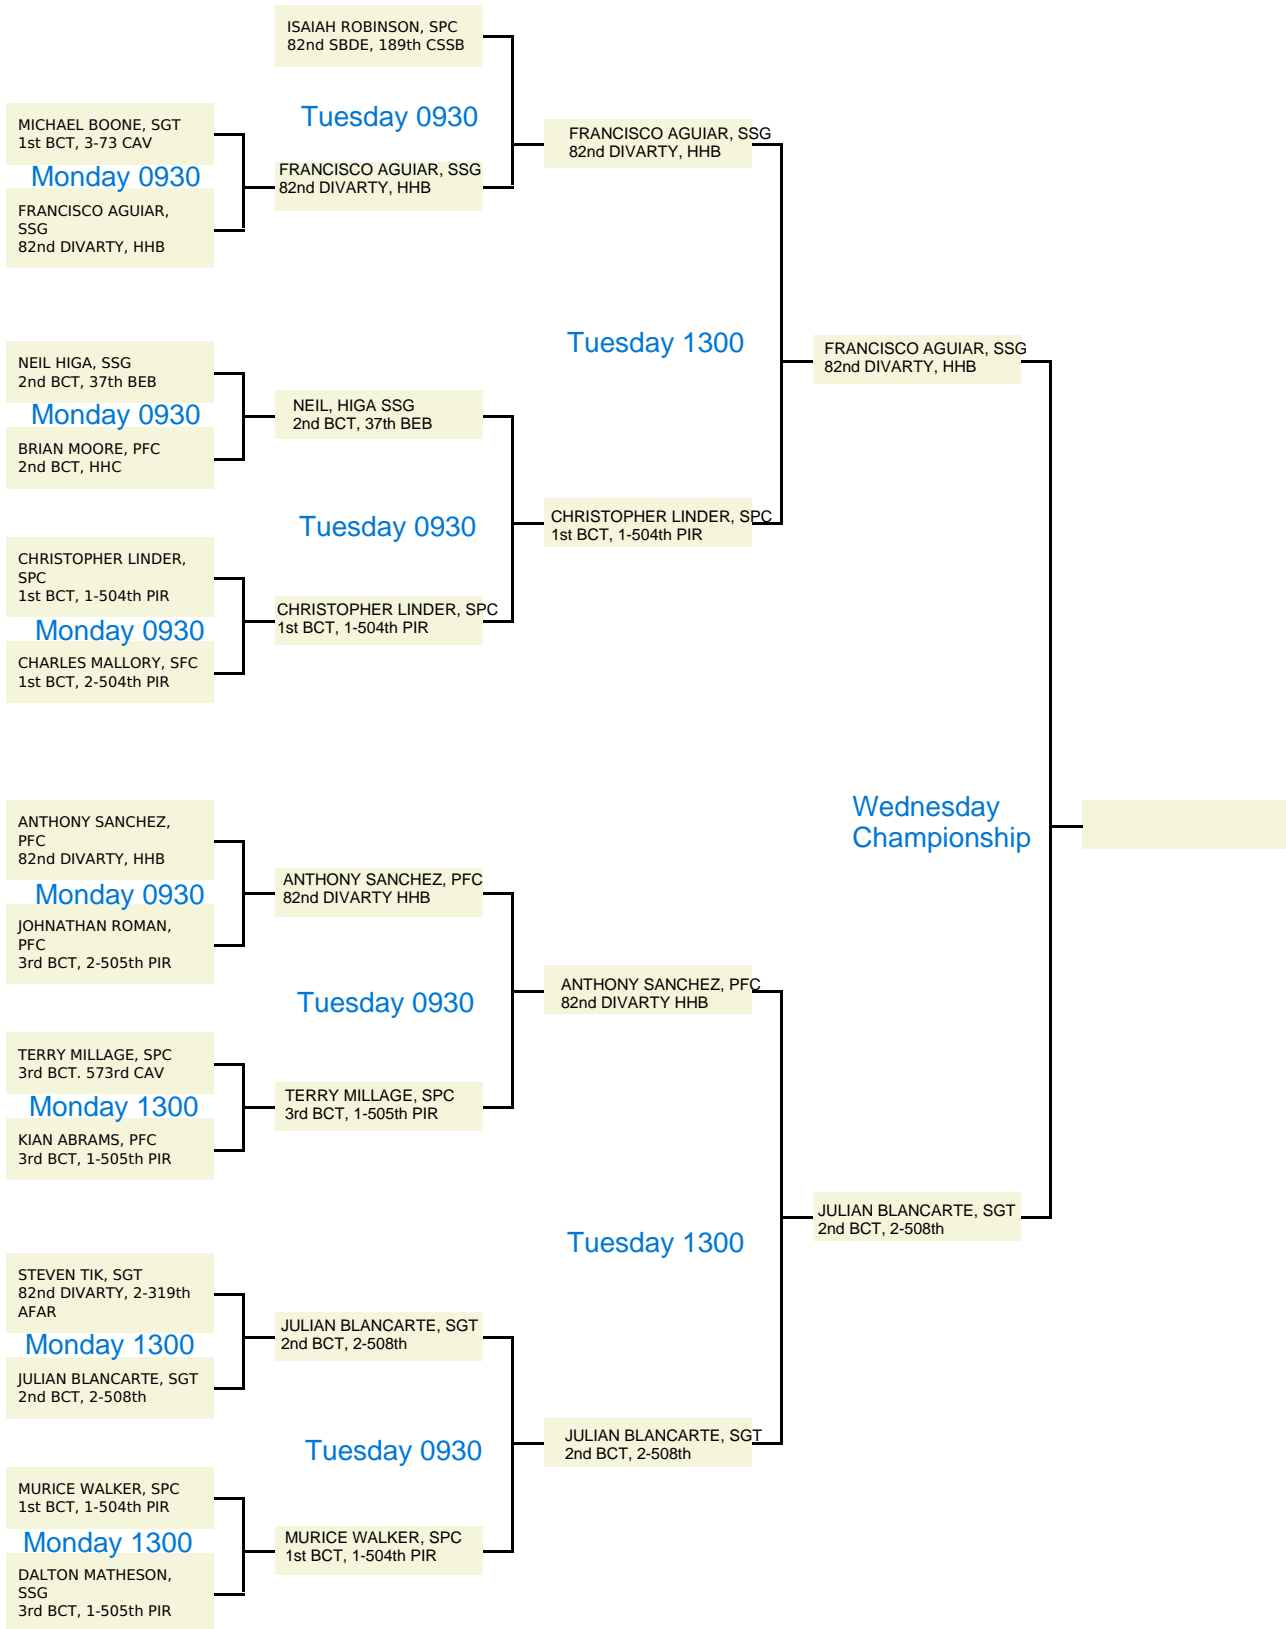 ISAIAH ROBINSON, SPC
82nd SBDE, 189th CSSB
Tuesday 0930
MICHAEL BOONE, SGT
1st BCT, 3-73 CAV
Monday 0930
FRANCISCO AGUIAR,
SSG
82nd DIVARTY, HHB
FRANCISCO AGUIAR, SSG
82nd DIVARTY, HHB
FRANCISCO AGUIAR, SSG
82nd DIVARTY, HHB
Tuesday 1300
FRANCISCO AGUIAR, SSG
82nd DIVARTY, HHB
NEIL HIGA, SSG
2nd BCT, 37th BEB
Monday 0930
BRIAN MOORE, PFC
2nd BCT, HHC
NEIL, HIGA SSG
2nd BCT, 37th BEB
Tuesday 0930
CHRISTOPHER LINDER, SPC
1st BCT, 1-504th PIR
CHRISTOPHER LINDER,
SPC
1st BCT, 1-504th PIR
Monday 0930
CHARLES MALLORY, SFC
1st BCT, 2-504th PIR
CHRISTOPHER LINDER, SPC
1st BCT, 1-504th PIR
Wednesday
Championship
ANTHONY SANCHEZ,
PFC
82nd DIVARTY, HHB
Monday 0930
JOHNATHAN ROMAN,
PFC
3rd BCT, 2-505th PIR
ANTHONY SANCHEZ, PFC
82nd DIVARTY HHB
Tuesday 0930
ANTHONY SANCHEZ, PFC
82nd DIVARTY HHB
TERRY MILLAGE, SPC
3rd BCT. 573rd CAV
Monday 1300
KIAN ABRAMS, PFC
3rd BCT, 1-505th PIR
TERRY MILLAGE, SPC
3rd BCT, 1-505th PIR
Tuesday 1300
JULIAN BLANCARTE, SGT
2nd BCT, 2-508th
STEVEN TIK, SGT
82nd DIVARTY, 2-319th
AFAR
Monday 1300
JULIAN BLANCARTE, SGT
2nd BCT, 2-508th
JULIAN BLANCARTE, SGT
2nd BCT, 2-508th
Tuesday 0930
JULIAN BLANCARTE, SGT
2nd BCT, 2-508th
MURICE WALKER, SPC
1st BCT, 1-504th PIR
Monday 1300
DALTON MATHESON,
SSG
3rd BCT, 1-505th PIR
MURICE WALKER, SPC
1st BCT, 1-504th PIR